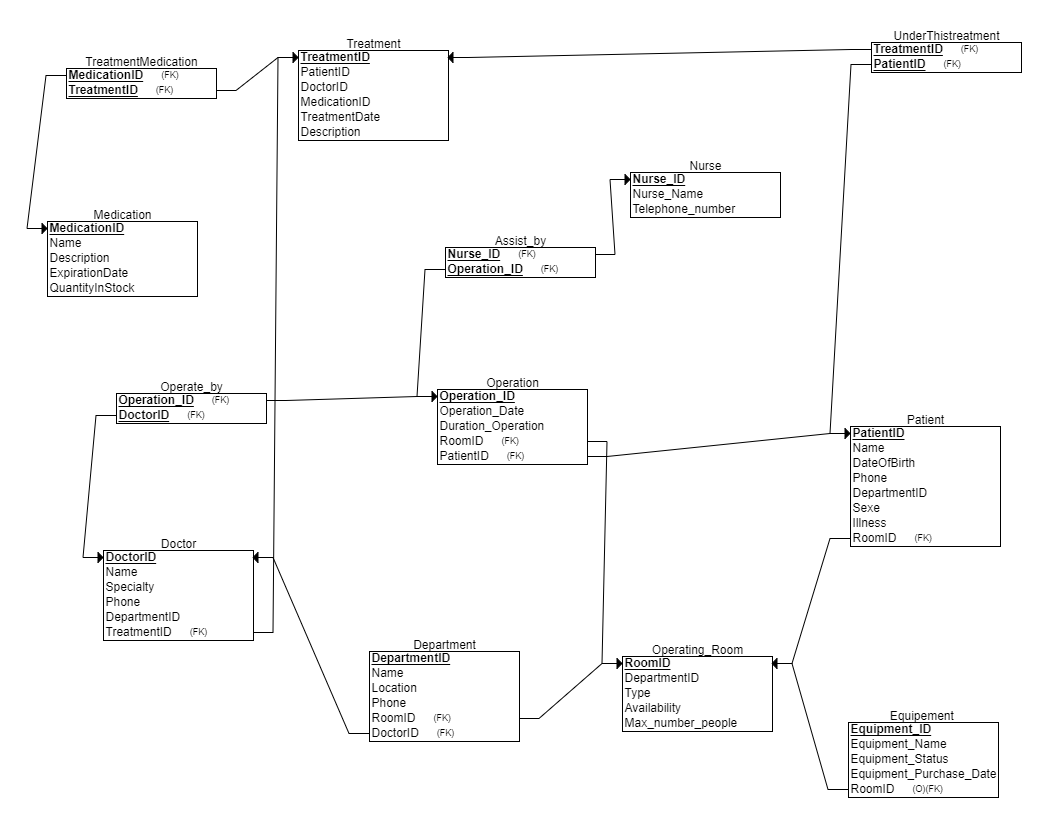 UnderThistreatment
TreatmentID (FK)
PatientID (FK)
Treatment
TreatmentID
PatientID
DoctorID
MedicationID
TreatmentDate
Description
TreatmentMedication
MedicationID (FK)
TreatmentID (FK)
Nurse
Nurse_ID
Nurse_Name
Telephone_number
Medication
MedicationID
Name
Description
ExpirationDate
QuantityInStock
Assist_by
Nurse_ID (FK)
Operation_ID (FK)
Operate_by
Operation_ID (FK)
DoctorID (FK)
Operation
Operation_ID
Operation_Date
Duration_Operation
RoomID (FK)
PatientID (FK)
Patient
PatientID
Name
DateOfBirth
Phone
DepartmentID
Sexe
Illness
RoomID (FK)
Doctor
DoctorID
Name
Specialty
Phone
DepartmentID
TreatmentID (FK)
Department
DepartmentID
Name
Location
Phone
RoomID (FK)
DoctorID (FK)
Operating_Room
RoomID
DepartmentID
Type
Availability
Max_number_people
Equipement
Equipment_ID
Equipment_Name
Equipment_Status
Equipment_Purchase_Date
RoomID (O)(FK)